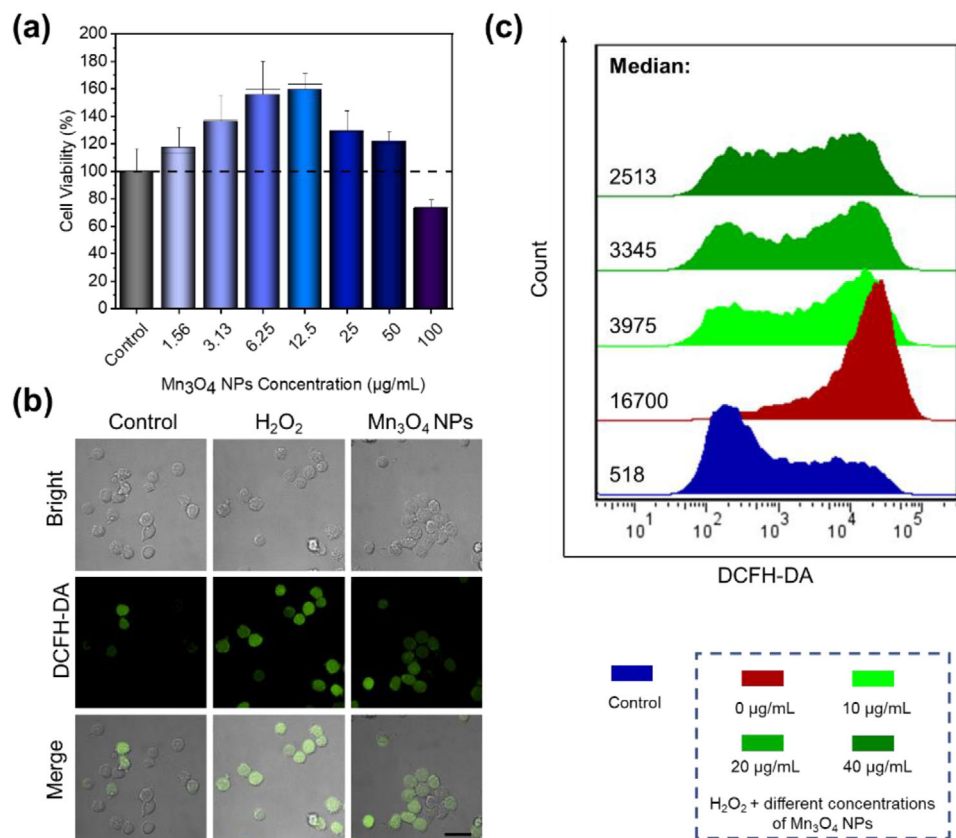 (a)
Cell Viability (%)
200
180
160
140
120
100
80
60
40
20
0
Control
1.56
3.13
6.25
12.5
25
50
100
Mn₃O₄ NPs Concentration (µg/mL)
(b)
Control
H₂O₂
Mn₃O₄ NPs
Bright
DCFH-DA
Merge
(c)
Median:
2513
3345
3975
16700
518
Count
10¹
10²
10³
10⁴
10⁵
DCFH-DA
Control
0 µg/mL
10 µg/mL
20 µg/mL
40 µg/mL
H₂O₂ + different concentrations
of Mn₃O₄ NPs